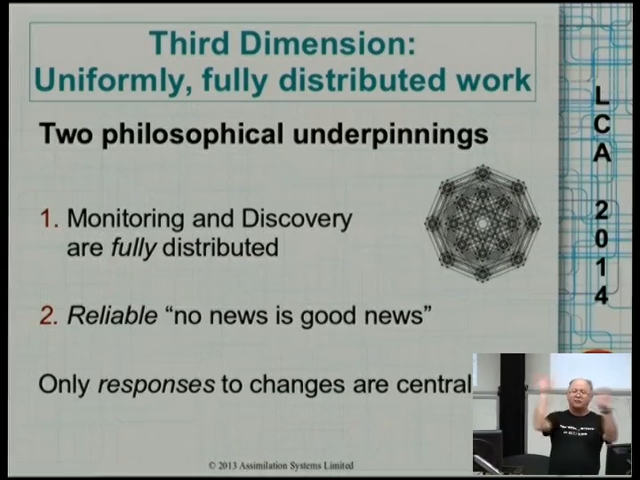 Third Dimension:
Uniformly, fully distributed work
Two philosophical underpinnings
1. Monitoring and Discovery
are fully distributed
2. Reliable “no news is good news”
Only responses to changes are central
© 2013 Assimilation Systems Limited
LCA 2014